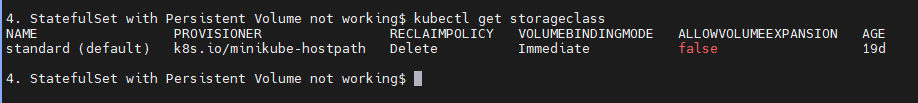 4. StatefulSet with Persistent Volume not working$ kubectl get storageclass
NAME PROVISIONER RECLAIMPOLICY VOLUMEBINDINGMODE ALLOWVOLUMEEXPANSION AGE
standard (default) k8s.io/minikube-hostpath Delete Immediate false 19d
4. StatefulSet with Persistent Volume not working$